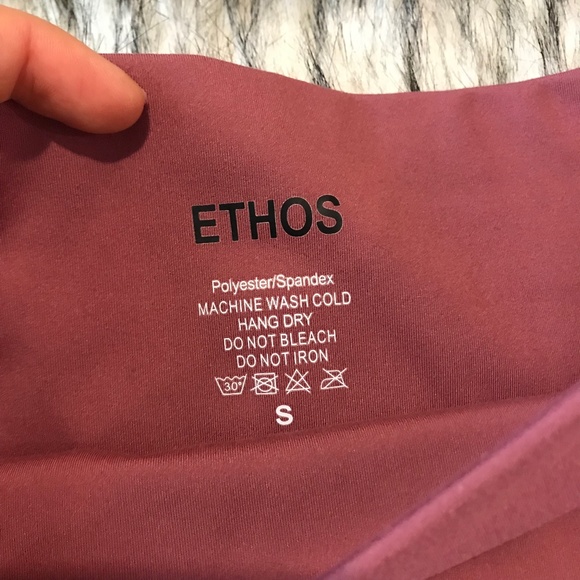 ETHOS
Polyester/Spandex
MACHINE WASH COLD
HANG DRY
DO NOT BLEACH
DO NOT IRON
30°
S